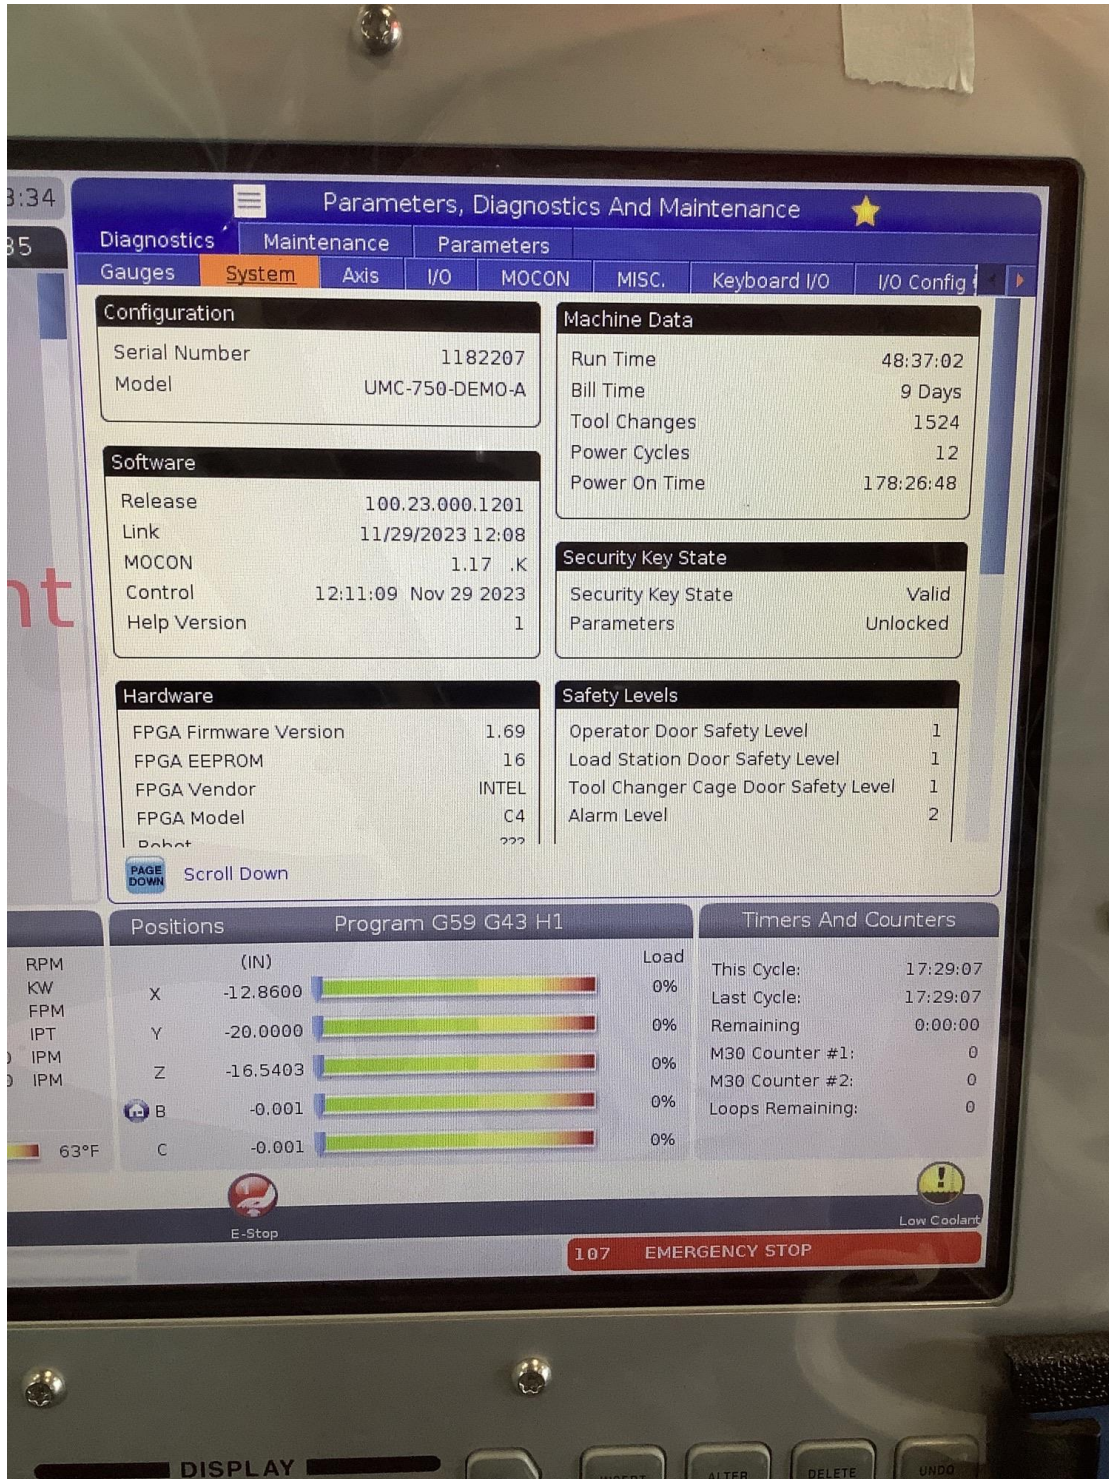 3:34
35
Parameters, Diagnostics And Maintenance
Diagnostics Maintenance Parameters
Gauges System Axis I/O MOCON MISC. Keyboard I/O I/O Config
Configuration
Serial Number 1182207
Model UMC-750-DEMO-A
Software
Release 100.23.000.1201
Link 11/29/2023 12:08
MOCON 1.17 .K
Control 12:11:09 Nov 29 2023
Help Version 1
Hardware
FPGA Firmware Version 1.69
FPGA EEPROM 16
FPGA Vendor INTEL
FPGA Model C4
Robot ???
Machine Data
Run Time 48:37:02
Bill Time 9 Days
Tool Changes 1524
Power Cycles 12
Power On Time 178:26:48
Security Key State
Security Key State Valid
Parameters Unlocked
Safety Levels
Operator Door Safety Level 1
Load Station Door Safety Level 1
Tool Changer Cage Door Safety Level 1
Alarm Level 2
nt
PAGE DOWN Scroll Down
RPM
KW
FPM
IPT
IPM
IPM
63°F
Positions Program G59 G43 H1
(IN) Load
X -12.8600 0%
Y -20.0000 0%
Z -16.5403 0%
B -0.001 0%
C -0.001 0%
Timers And Counters
This Cycle: 17:29:07
Last Cycle: 17:29:07
Remaining 0:00:00
M30 Counter #1: 0
M30 Counter #2: 0
Loops Remaining: 0
E-Stop
Low Coolant
107 EMERGENCY STOP
DISPLAY
INSERT ALTER DELETE UNDO